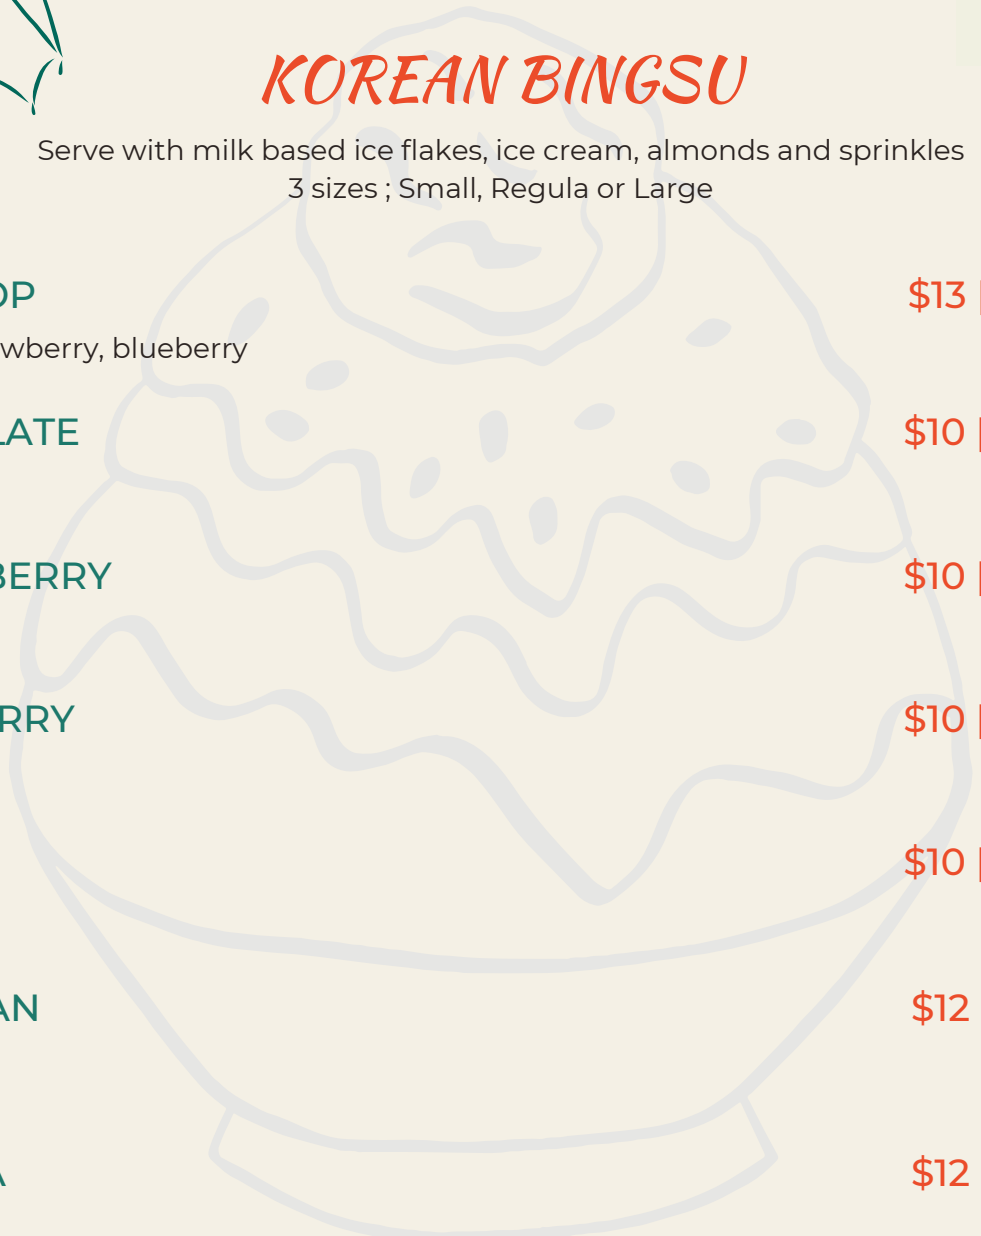 KOREAN BINGSU
Serve with milk based ice flakes, ice cream, almonds and sprinkles
3 sizes ; Small, Regula or Large
OP $13 |
wberry, blueberry
LATE $10 |
BERRY $10 |
RRY $10 |
$10 |
AN $12
A $12